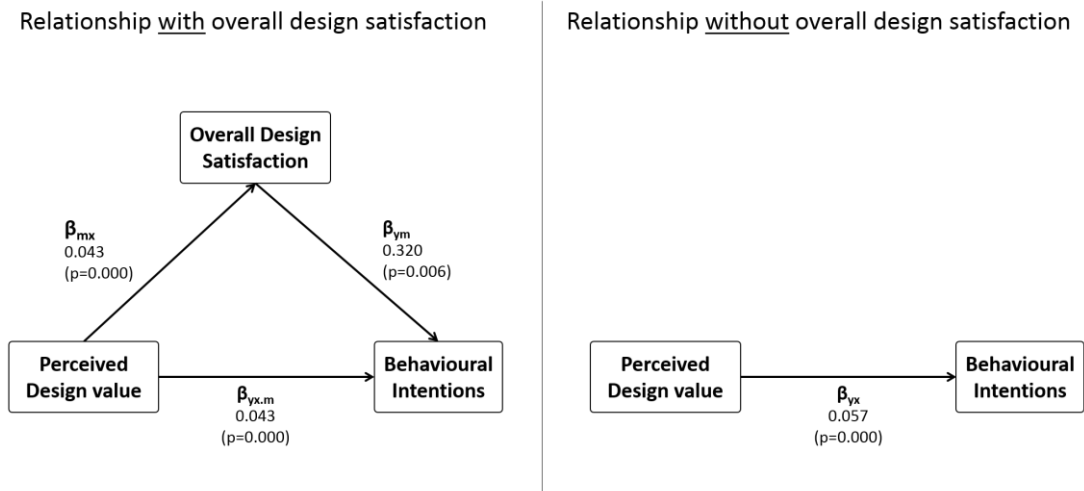 Relationship with overall design satisfaction
Overall Design
Satisfaction
βmx
0.043
(p=0.000)
βym
0.320
(p=0.006)
Perceived
Design value
Behavioural
Intentions
βyx.m
0.043
(p=0.000)
Relationship without overall design satisfaction
Perceived
Design value
Behavioural
Intentions
βyx
0.057
(p=0.000)